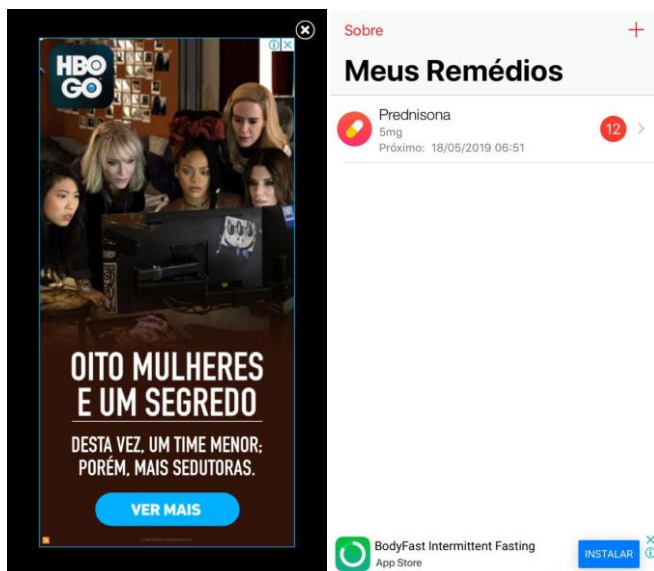 HBO
GO
OITO MULHERES
E UM SEGREDO
DESTA VEZ, UM TIME MENOR;
PORÉM, MAIS SEDUTORAS.
VER MAIS
Sobre
Meus Remédios
Prednisona
5mg
Próximo: 18/05/2019 06:51
12
BodyFast Intermittent Fasting
App Store
INSTALAR